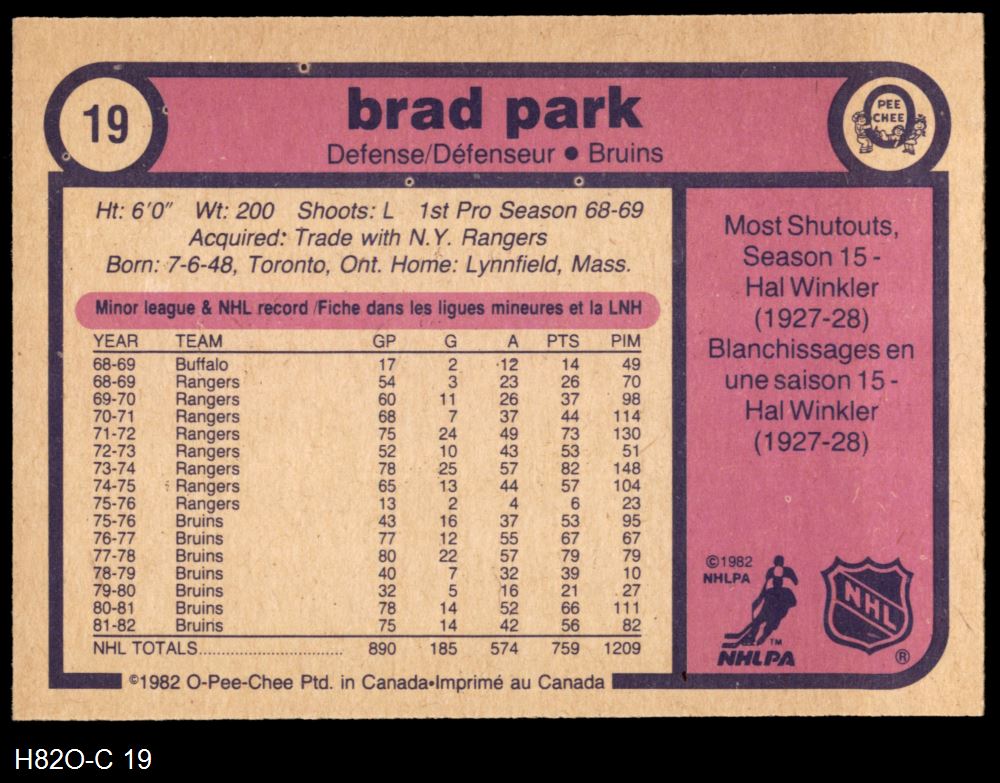 19
brad park
Defense/Défenseur • Bruins
PEE
CHEE
Ht: 6'0" Wt: 200 Shoots: L 1st Pro Season 68-69
Acquired: Trade with N.Y. Rangers
Born: 7-6-48, Toronto, Ont. Home: Lynnfield, Mass.
Minor league & NHL record /Fiche dans les ligues mineures et la LNH
YEAR TEAM GP G A PTS PIM
68-69 Buffalo 17 2 12 14 49
68-69 Rangers 54 3 23 26 70
69-70 Rangers 60 11 26 37 98
70-71 Rangers 68 7 37 44 114
71-72 Rangers 75 24 49 73 130
72-73 Rangers 52 10 43 53 51
73-74 Rangers 78 25 57 82 148
74-75 Rangers 65 13 44 57 104
75-76 Rangers 13 2 4 6 23
75-76 Bruins 43 16 37 53 95
76-77 Bruins 77 12 55 67 67
77-78 Bruins 80 22 57 79 79
78-79 Bruins 40 7 32 39 10
79-80 Bruins 32 5 16 21 27
80-81 Bruins 78 14 52 66 111
81-82 Bruins 75 14 42 56 82
NHL TOTALS.............................. 890 185 574 759 1209
©1982 O-Pee-Chee Ptd. in Canada•Imprimé au Canada
Most Shutouts,
Season 15 -
Hal Winkler
(1927-28)
Blanchissages en
une saison 15 -
Hal Winkler
(1927-28)
©1982
NHLPA
TM
NHLPA
NHL
®
H82O-C 19